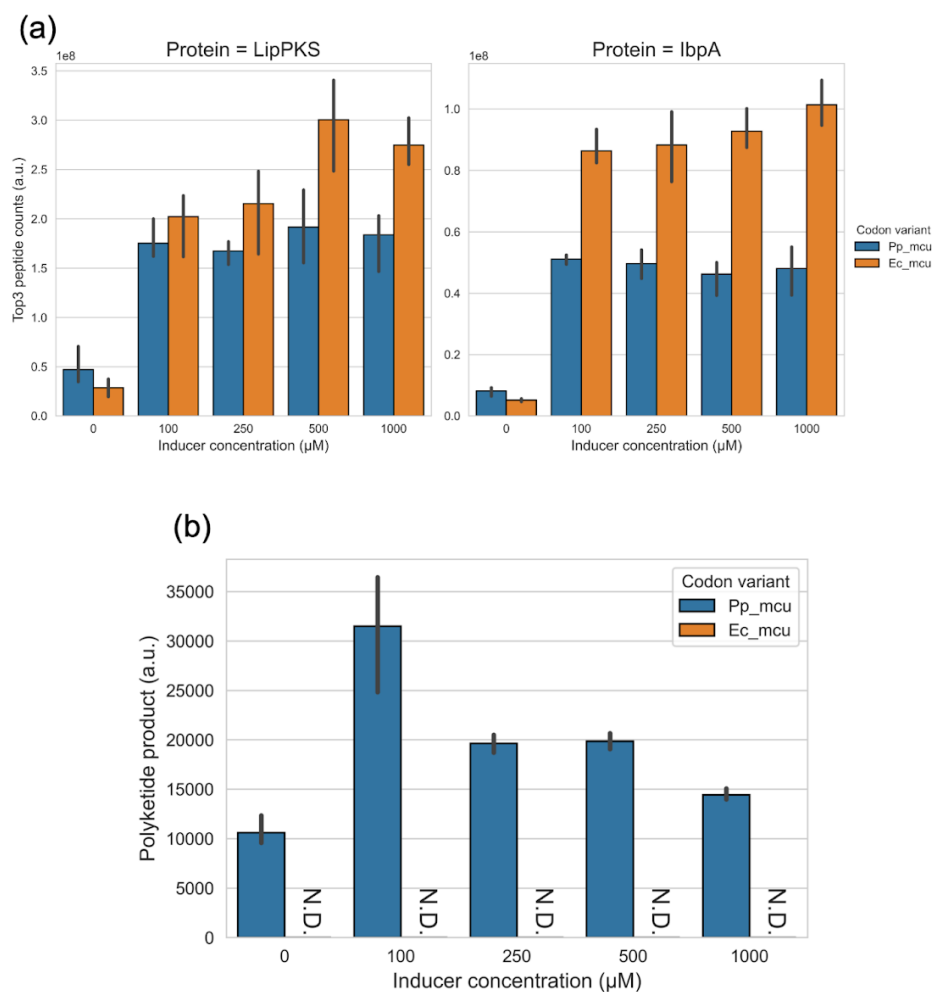 (a)
Protein = LipPKS
1e8
Top3 peptide counts (a.u.)
3.5
3.0
2.5
2.0
1.5
1.0
0.5
0.0
0 100 250 500 1000
Inducer concentration (µM)
Protein = IbpA
1e8
1.0
0.8
0.6
0.4
0.2
0.0
0 100 250 500 1000
Inducer concentration (µM)
Codon variant
Pp_mcu
Ec_mcu
(b)
Polyketide product (a.u.)
35000
30000
25000
20000
15000
10000
5000
0
Codon variant
Pp_mcu
Ec_mcu
N.D. N.D. N.D. N.D. N.D.
0 100 250 500 1000
Inducer concentration (µM)